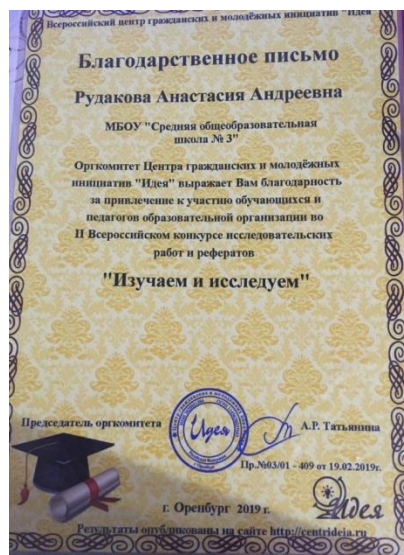 Всероссийский центр гражданских и молодёжных инициатив "Идея"
Благодарственное письмо
Рудакова Анастасия Андреевна
МБОУ "Средняя общеобразовательная
школа № 3"
Оргкомитет Центра гражданских и молодёжных
инициатив "Идея" выражает Вам благодарность
за привлечение к участию обучающихся и
педагогов образовательной организации во
II Всероссийском конкурсе исследовательских
работ и рефератов
"Изучаем и исследуем"
Председатель оргкомитета
Идея
А.Р. Татьянина
Пр.№03/01 - 409 от 19.02.2019г.
Идея
г. Оренбург 2019 г.
Результаты опубликованы на сайте http://centrideia.ru